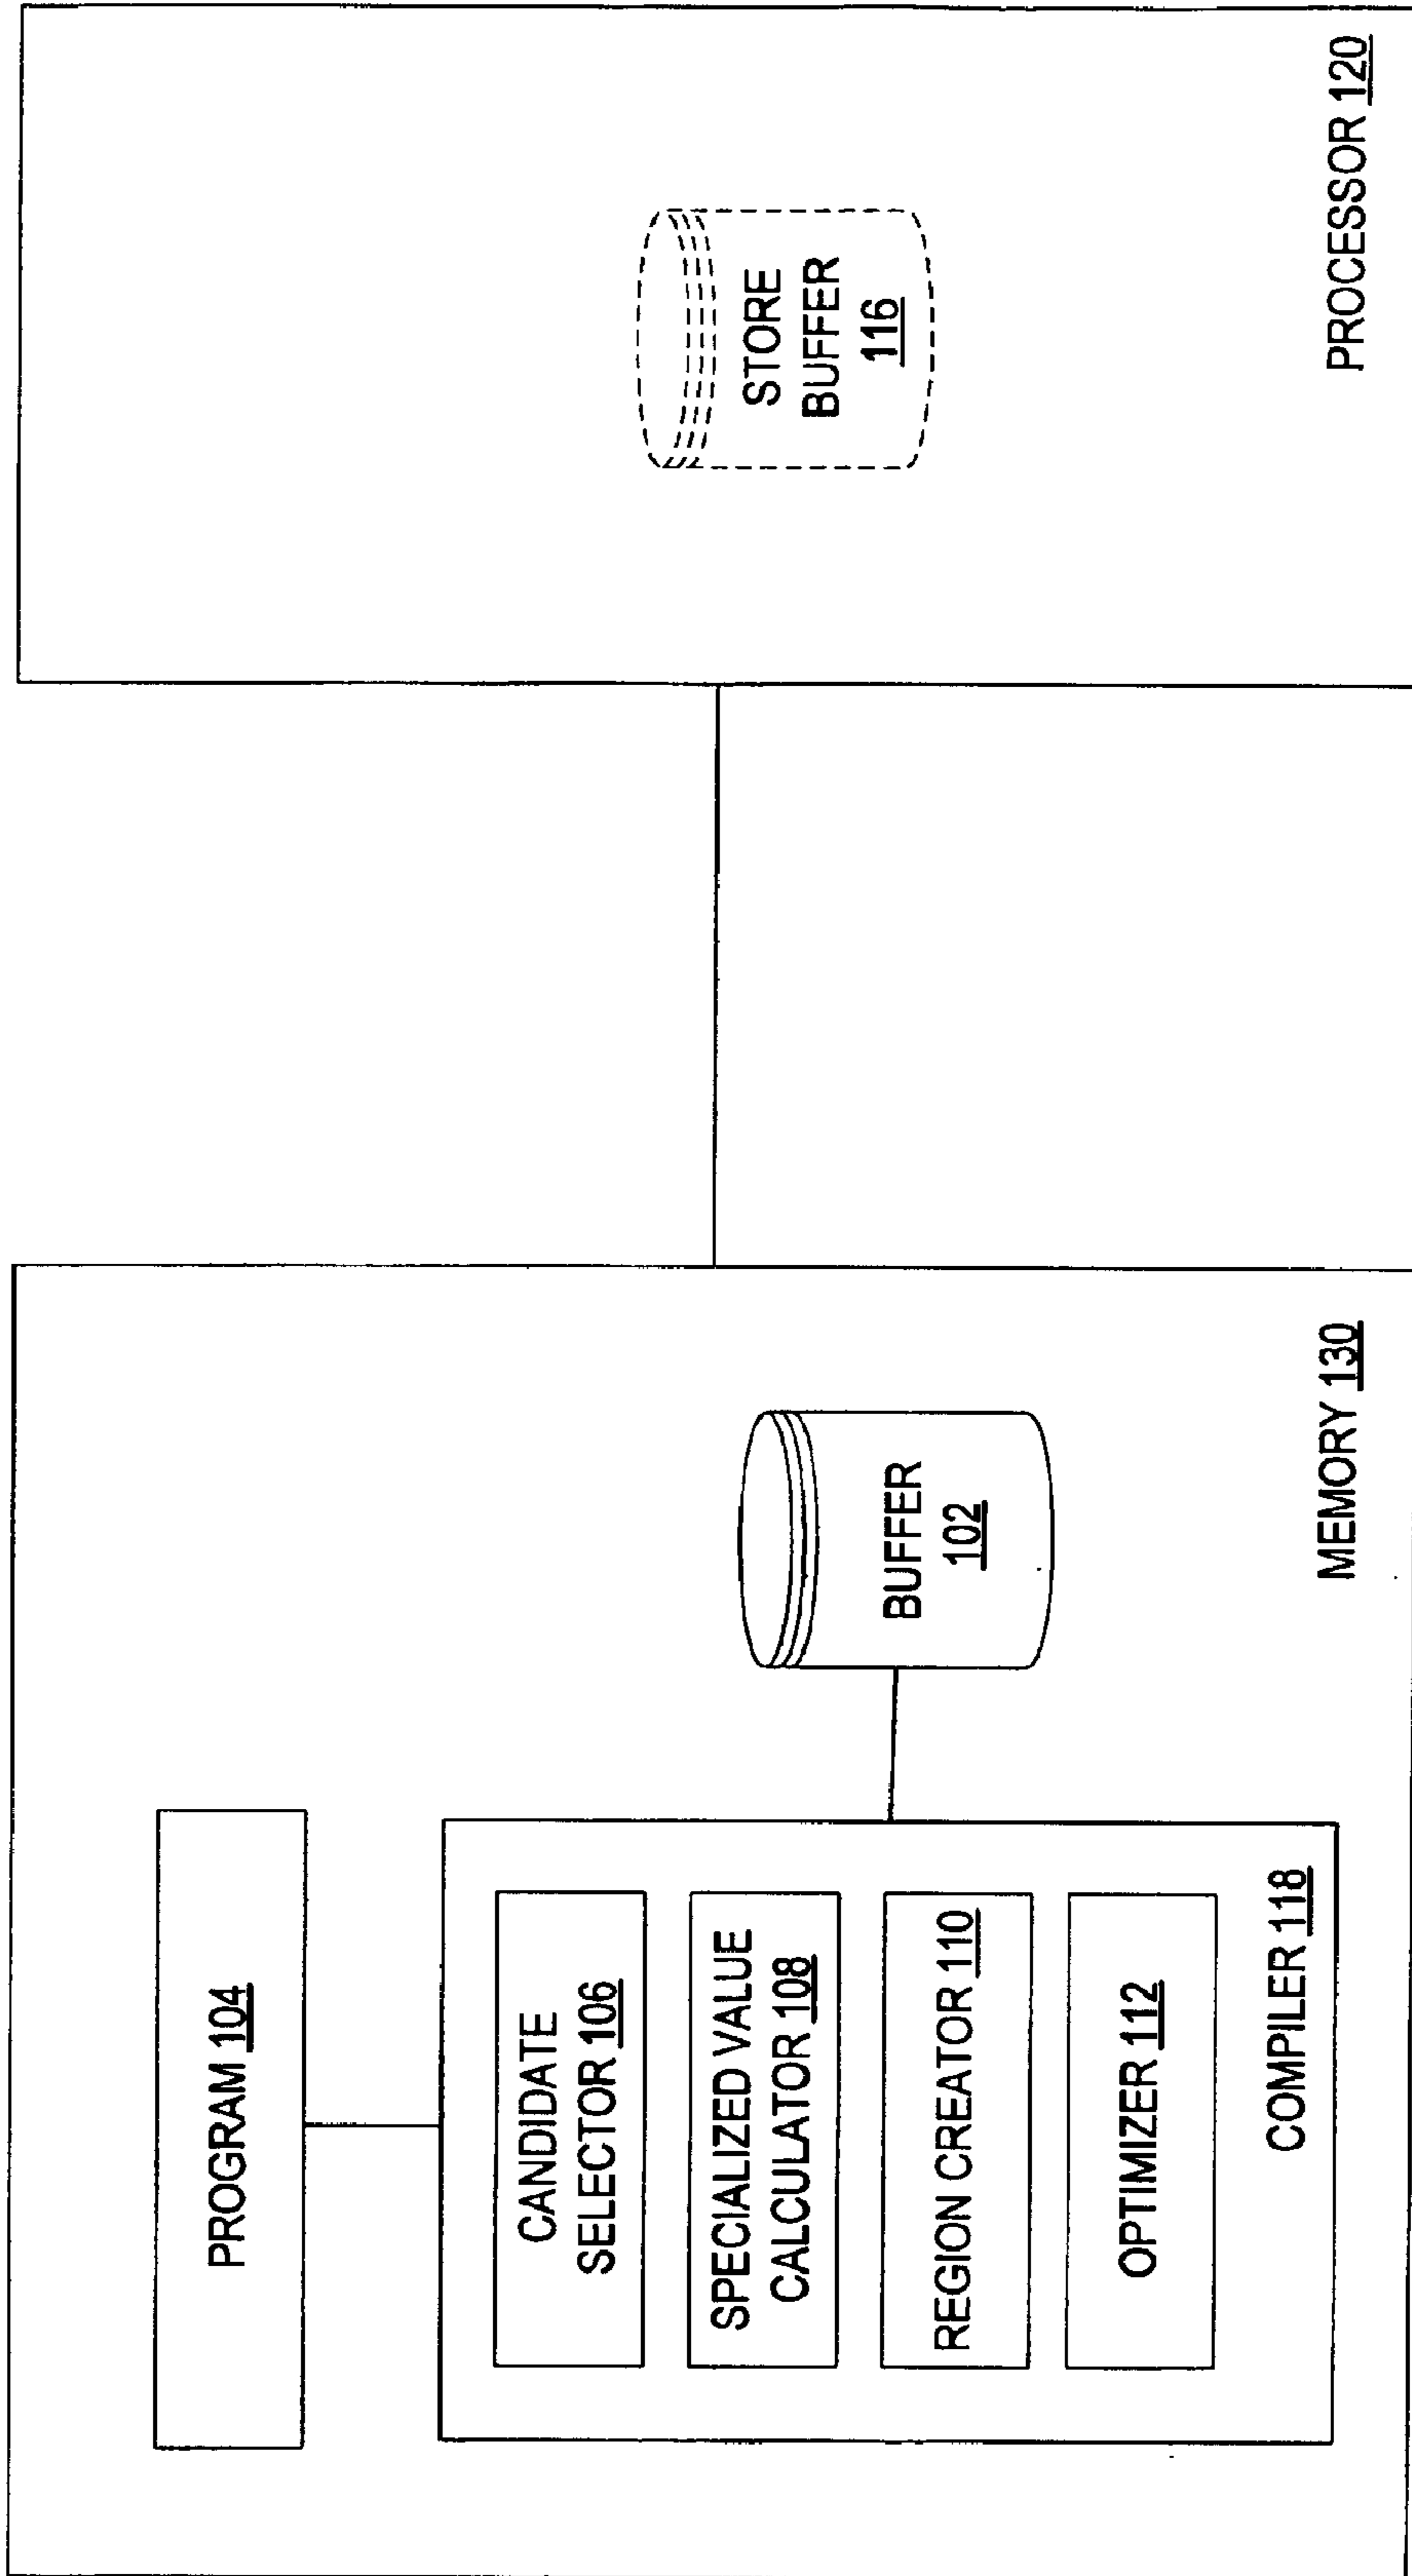 PROGRAM 104
CANDIDATE
SELECTOR 106
SPECIALIZED VALUE
CALCULATOR 108
REGION CREATOR 110
OPTIMIZER 112
COMPILER 118
BUFFER
102
MEMORY 130
STORE
BUFFER
116
PROCESSOR 120